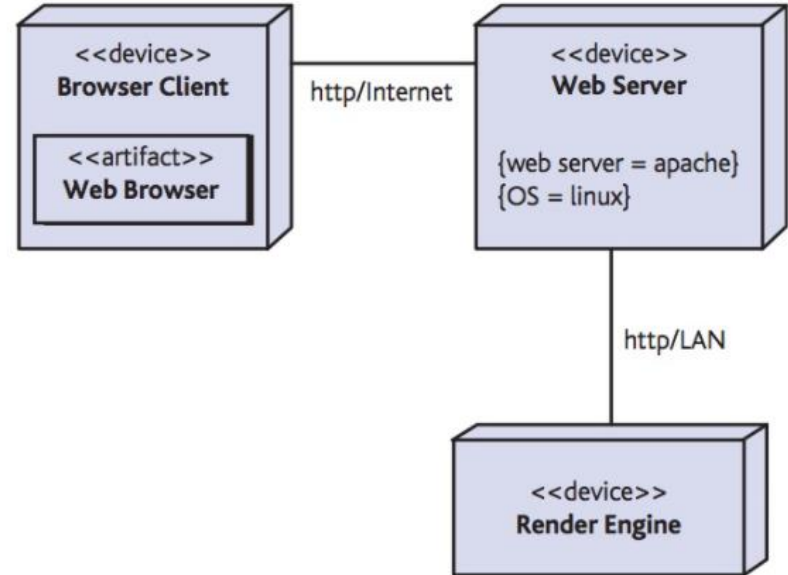 <<device>>
Browser Client
<<artifact>>
Web Browser
http/Internet
<<device>>
Web Server
{web server = apache}
{OS = linux}
http/LAN
<<device>>
Render Engine